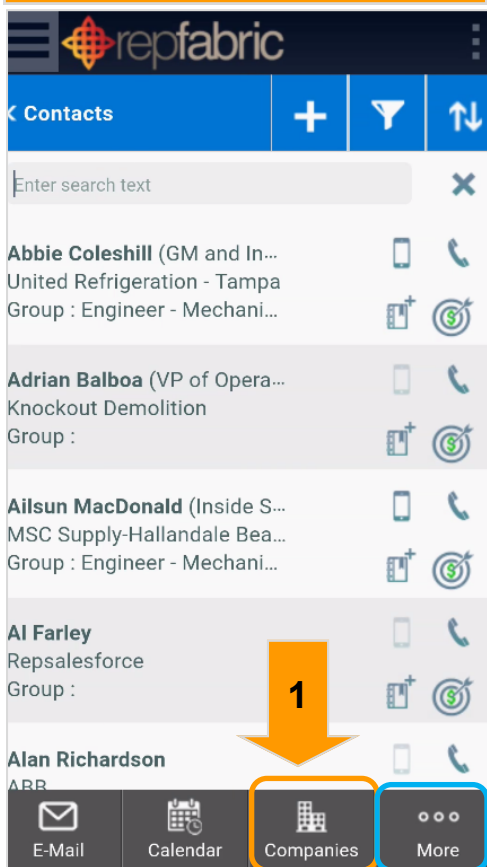 repfabric
Contacts
Enter search text
Abbie Coleshill (GM and In...
United Refrigeration - Tampa
Group : Engineer - Mechani...
Adrian Balboa (VP of Opera...
Knockout Demolition
Group :
Ailsun MacDonald (Inside S...
MSC Supply-Hallandale Bea...
Group : Engineer - Mechani...
Al Farley
Repsalesforce
Group :
1
Alan Richardson
ABB
E-Mail
Calendar
Companies
More